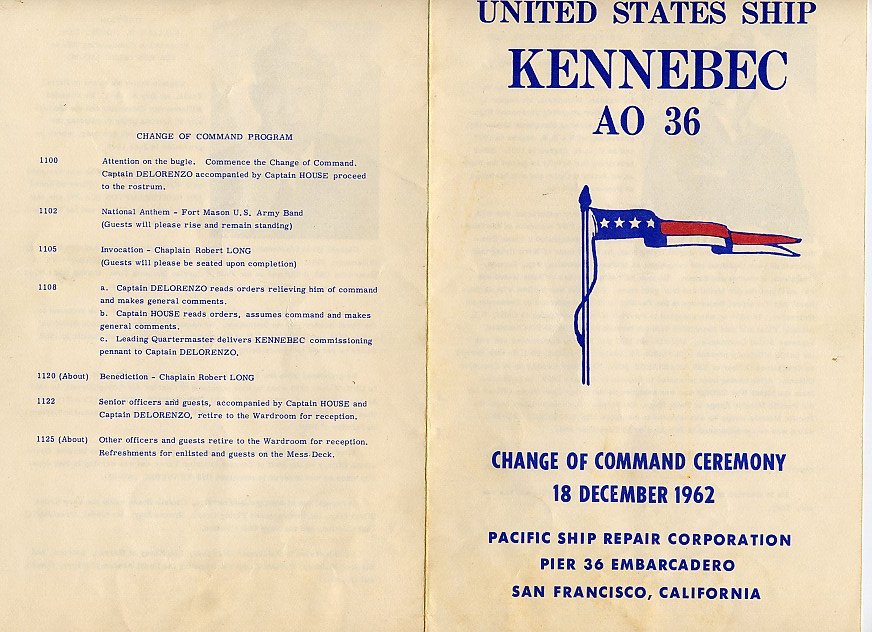 CHANGE OF COMMAND PROGRAM
1100 Attention on the bugle. Commence the Change of Command.
Captain DELORENZO accompanied by Captain HOUSE proceed
to the rostrum.
1102 National Anthem - Fort Mason U.S. Army Band
(Guests will please rise and remain standing)
1105 Invocation - Chaplain Robert LONG
(Guests will please be seated upon completion)
1108 a. Captain DELORENZO reads orders relieving him of command
and makes general comments.
b. Captain HOUSE reads orders, assumes command and makes
general comments.
c. Leading Quartermaster delivers KENNEBEC commissioning
pennant to Captain DELORENZO.
1120 (About) Benediction - Chaplain Robert LONG
1122 Senior officers and guests, accompanied by Captain HOUSE and
Captain DELORENZO, retire to the Wardroom for reception.
1125 (About) Other officers and guests retire to the Wardroom for reception.
Refreshments for enlisted and guests on the Mess Deck.
UNITED STATES SHIP
KENNEBEC
AO 36
CHANGE OF COMMAND CEREMONY
18 DECEMBER 1962
PACIFIC SHIP REPAIR CORPORATION
PIER 36 EMBARCADERO
SAN FRANCISCO, CALIFORNIA